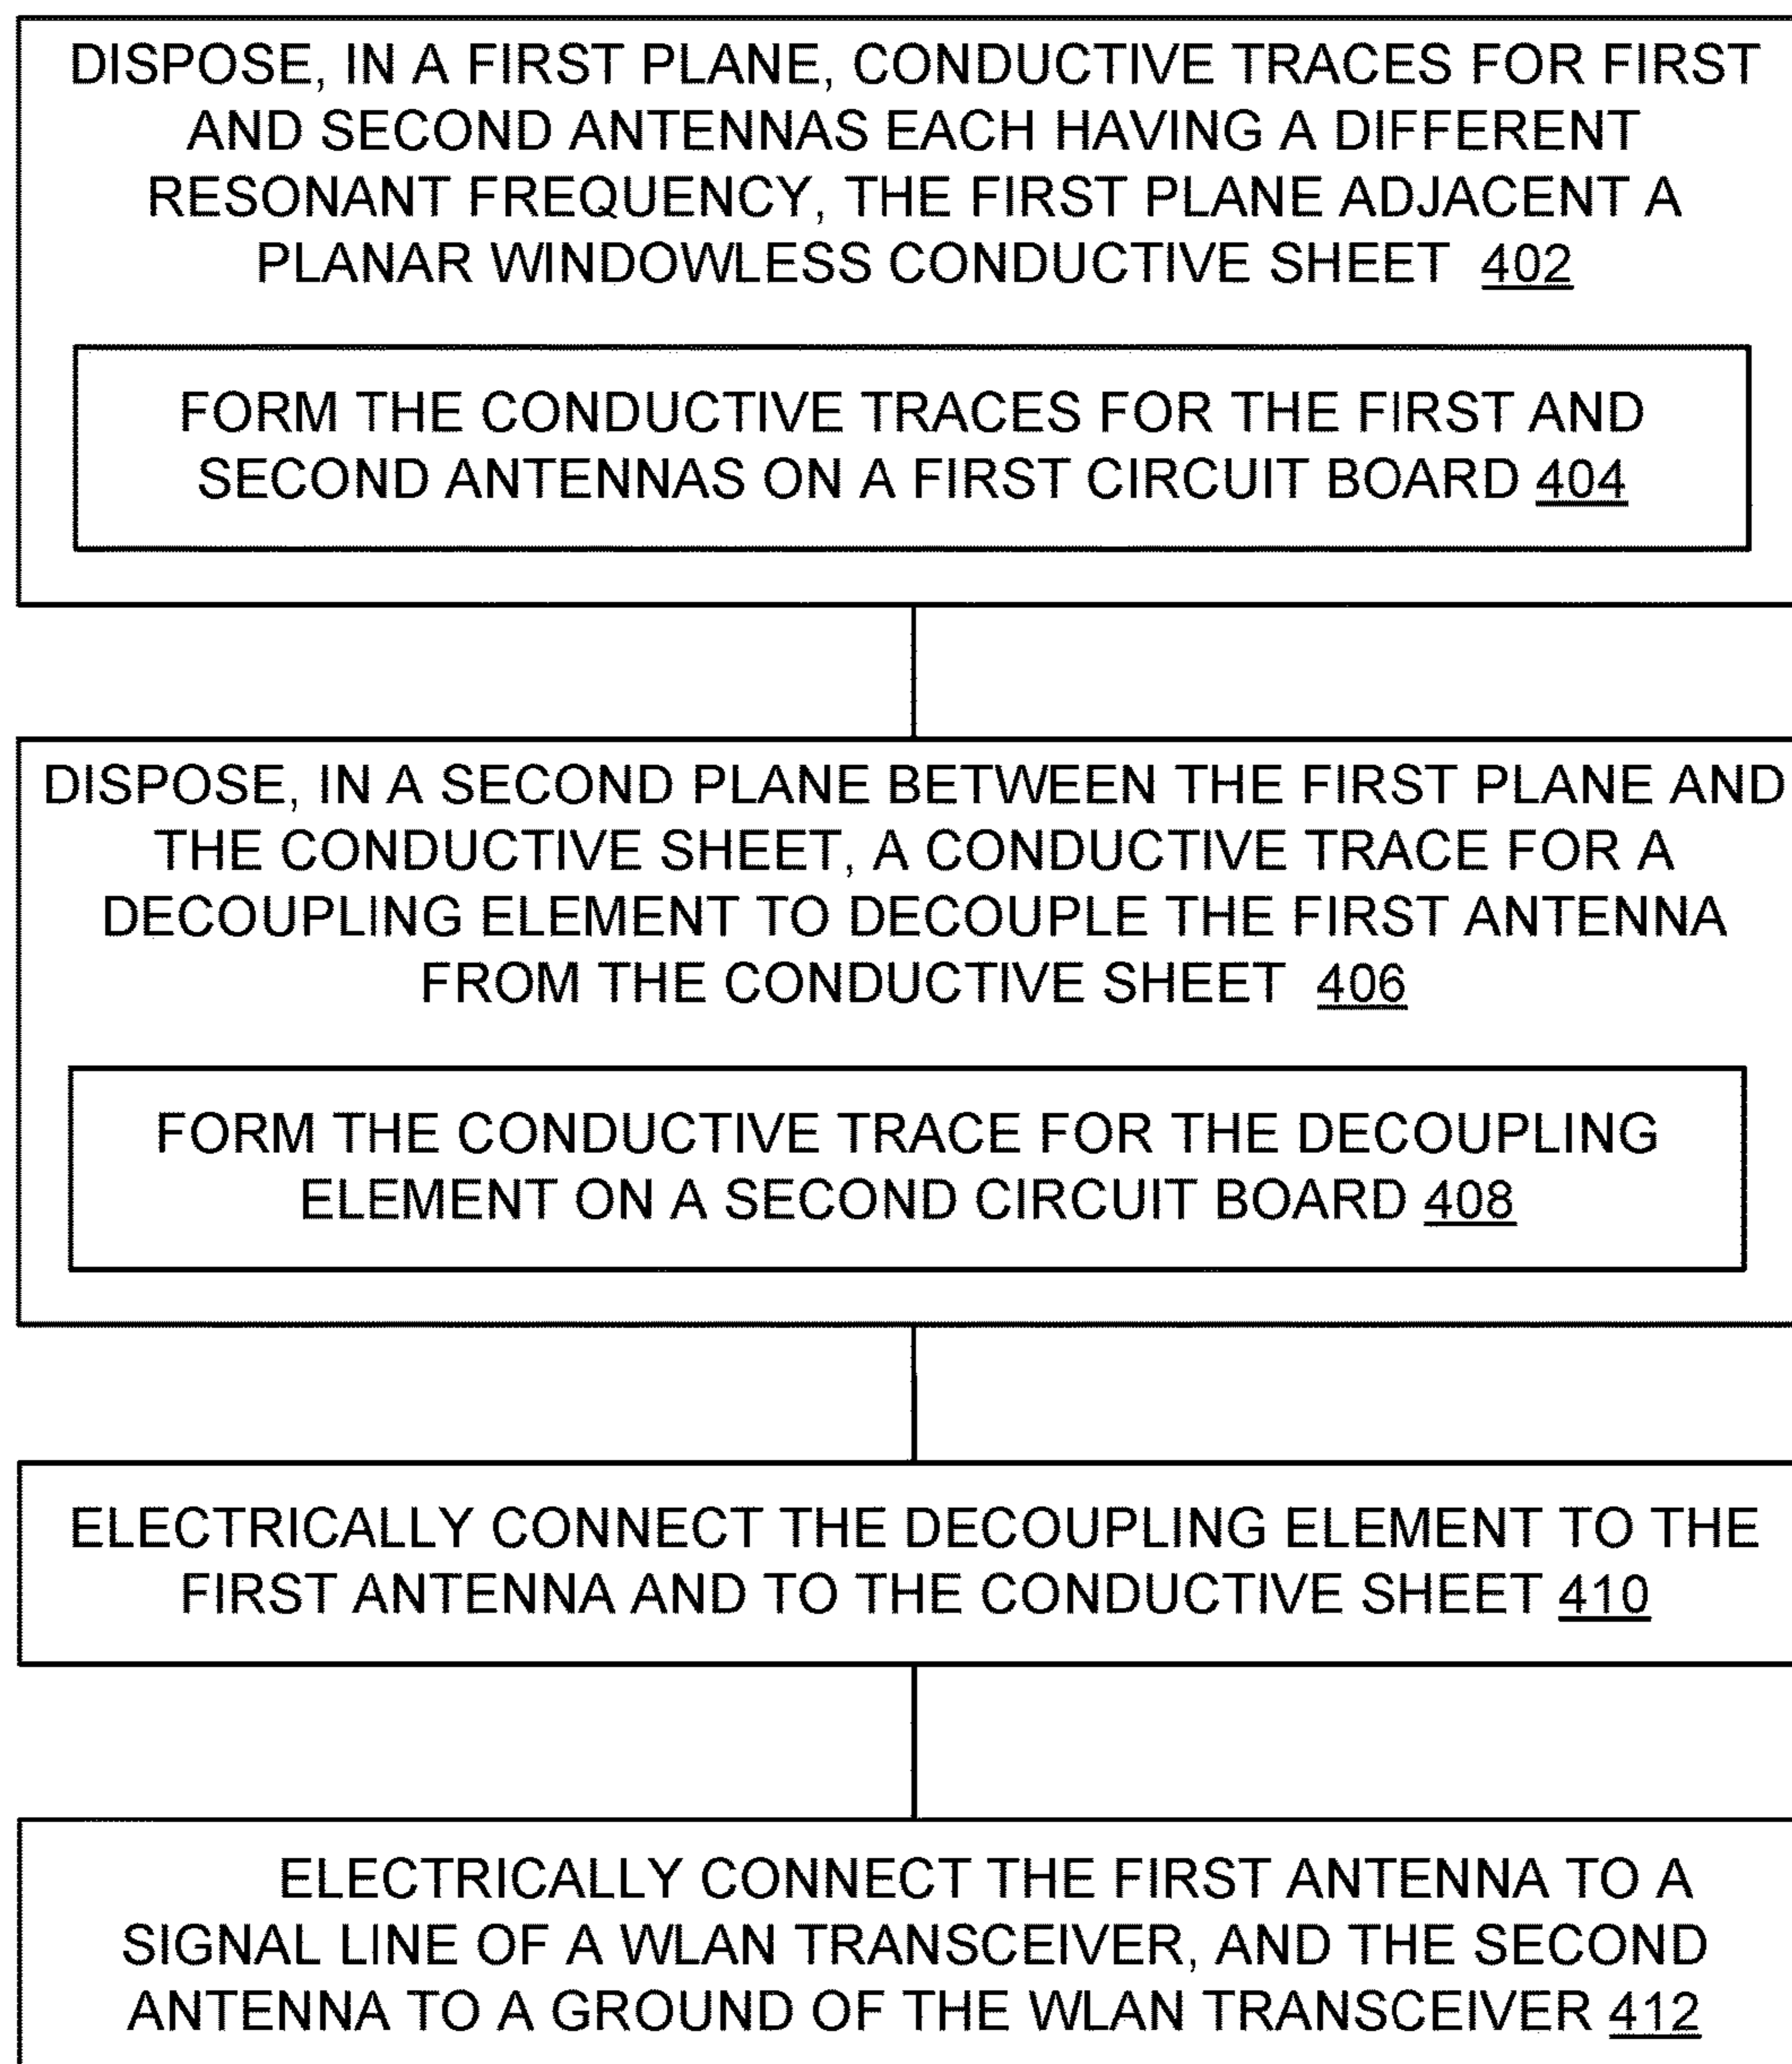 DISPOSE, IN A FIRST PLANE, CONDUCTIVE TRACES FOR FIRST
AND SECOND ANTENNAS EACH HAVING A DIFFERENT
RESONANT FREQUENCY, THE FIRST PLANE ADJACENT A
PLANAR WINDOWLESS CONDUCTIVE SHEET 402
FORM THE CONDUCTIVE TRACES FOR THE FIRST AND
SECOND ANTENNAS ON A FIRST CIRCUIT BOARD 404
DISPOSE, IN A SECOND PLANE BETWEEN THE FIRST PLANE AND
THE CONDUCTIVE SHEET, A CONDUCTIVE TRACE FOR A
DECOUPLING ELEMENT TO DECOUPLE THE FIRST ANTENNA
FROM THE CONDUCTIVE SHEET 406
FORM THE CONDUCTIVE TRACE FOR THE DECOUPLING
ELEMENT ON A SECOND CIRCUIT BOARD 408
ELECTRICALLY CONNECT THE DECOUPLING ELEMENT TO THE
FIRST ANTENNA AND TO THE CONDUCTIVE SHEET 410
ELECTRICALLY CONNECT THE FIRST ANTENNA TO A
SIGNAL LINE OF A WLAN TRANSCEIVER, AND THE SECOND
ANTENNA TO A GROUND OF THE WLAN TRANSCEIVER 412